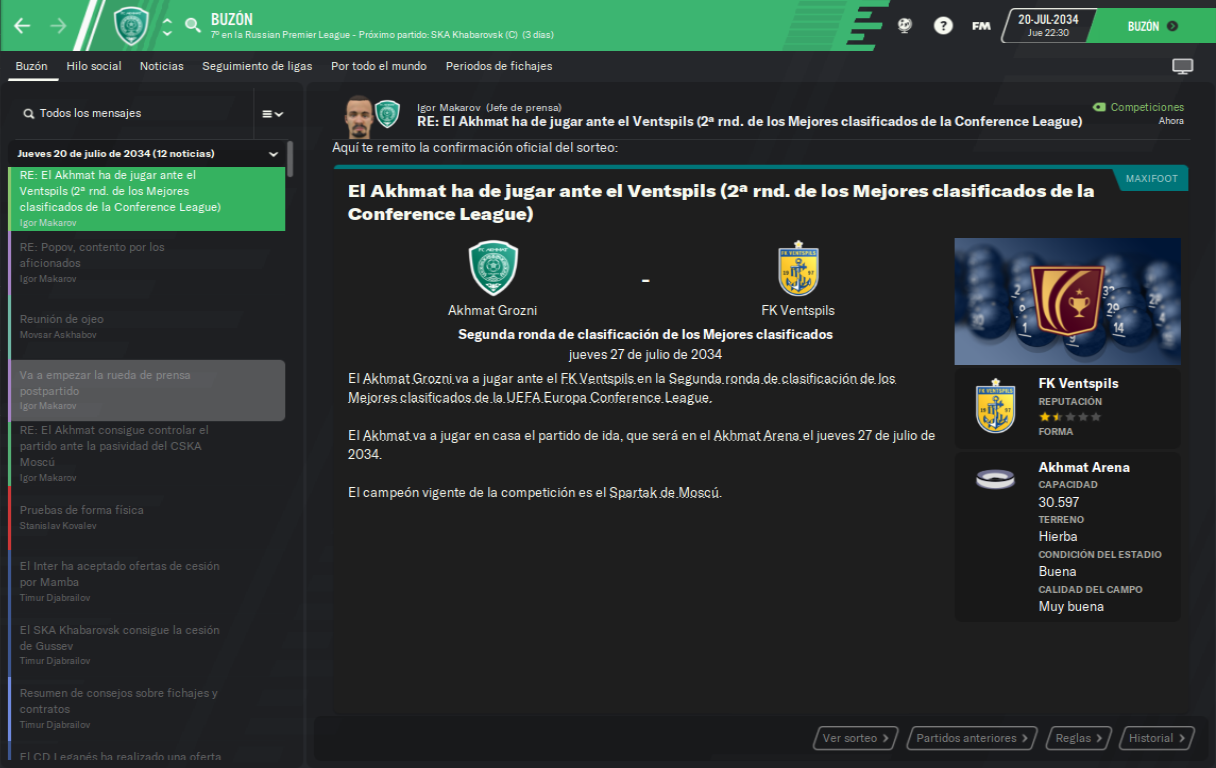 BUZÓN
7º en la Russian Premier League - Próximo partido: SKA Khabarovsk (C) (3 días)
FM
20-JUL-2034
Jue 22:30
BUZÓN
Buzón
Hilo social
Noticias
Seguimiento de ligas
Por todo el mundo
Periodos de fichajes
Todos los mensajes
Jueves 20 de julio de 2034 (12 noticias)
RE: El Akhmat ha de jugar ante el
Ventspils (2ª rnd. de los Mejores
clasificados de la Conference League)
Igor Makarov
RE: Popov, contento por los
aficionados
Igor Makarov
Reunión de ojeo
Movsar Askhabov
Va a empezar la rueda de prensa
postpartido
Igor Makarov
RE: El Akhmat consigue controlar el
partido ante la pasividad del CSKA
Moscú
Igor Makarov
Pruebas de forma física
Stanislav Kovalev
El Inter ha aceptado ofertas de cesión
por Mamba
Timur Djabrailov
El SKA Khabarovsk consigue la cesión
de Gussev
Timur Djabrailov
Resumen de consejos sobre fichajes y
contratos
Timur Djabrailov
El CD Leganés ha realizado una oferta
Igor Makarov (Jefe de prensa)
RE: El Akhmat ha de jugar ante el Ventspils (2ª rnd. de los Mejores clasificados de la Conference League)
Competiciones
Ahora
Aquí te remito la confirmación oficial del sorteo:
MAXIFOOT
El Akhmat ha de jugar ante el Ventspils (2ª rnd. de los Mejores clasificados de la
Conference League)
-
Akhmat Grozni
FK Ventspils
Segunda ronda de clasificación de los Mejores clasificados
jueves 27 de julio de 2034
El Akhmat Grozni va a jugar ante el FK Ventspils en la Segunda ronda de clasificación de los
Mejores clasificados de la UEFA Europa Conference League.
El Akhmat va a jugar en casa el partido de ida, que será en el Akhmat Arena el jueves 27 de julio de
2034.
El campeón vigente de la competición es el Spartak de Moscú.
FK Ventspils
REPUTACIÓN
FORMA
Akhmat Arena
CAPACIDAD
30.597
TERRENO
Hierba
CONDICIÓN DEL ESTADIO
Buena
CALIDAD DEL CAMPO
Muy buena
Ver sorteo
Partidos anteriores
Reglas
Historial